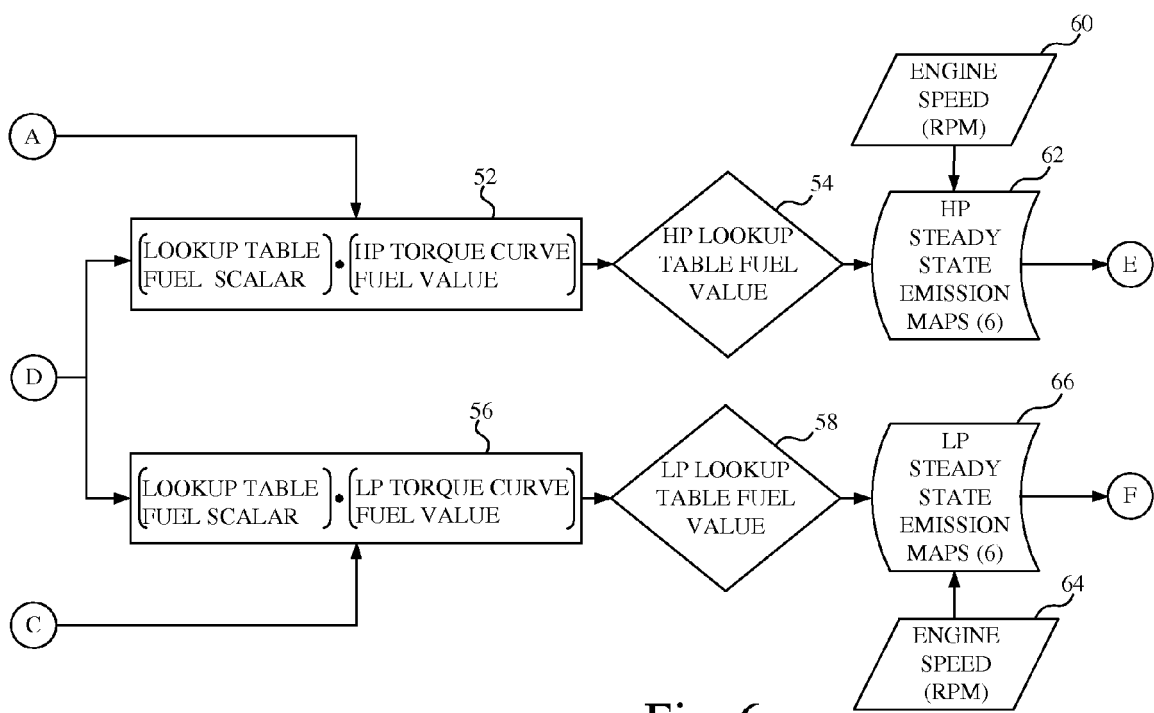 60
ENGINE
SPEED
(RPM)
A
52
54
62
LOOKUP TABLE
FUEL SCALAR
•
HP TORQUE CURVE
FUEL VALUE
HP LOOKUP
TABLE FUEL
VALUE
HP
STEADY
STATE
EMISSION
MAPS (6)
E
D
56
58
66
LOOKUP TABLE
FUEL SCALAR
•
LP TORQUE CURVE
FUEL VALUE
LP LOOKUP
TABLE FUEL
VALUE
LP
STEADY
STATE
EMISSION
MAPS (6)
F
C
64
ENGINE
SPEED
(RPM)